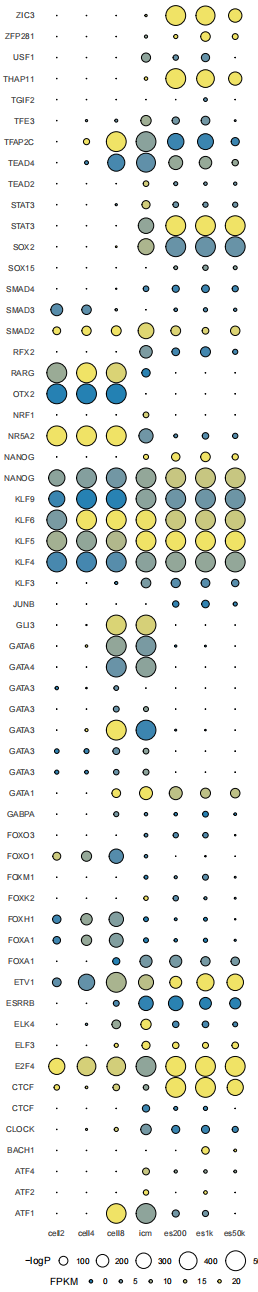 ZIC3
ZFP281
USF1
THAP11
TGIF2
TFE3
TFAP2C
TEAD4
TEAD2
STAT3
STAT3
SOX2
SOX15
SMAD4
SMAD3
SMAD2
RFX2
RARG
OTX2
NRF1
NR5A2
NANOG
NANOG
KLF9
KLF6
KLF5
KLF4
KLF3
JUNB
GLI3
GATA6
GATA4
GATA3
GATA3
GATA3
GATA3
GATA3
GATA1
GABPA
FOXO3
FOXO1
FOXM1
FOXK2
FOXH1
FOXA1
FOXA1
ETV1
ESRRB
ELK4
ELF3
E2F4
CTCF
CTCF
CLOCK
BACH1
ATF4
ATF2
ATF1
cell2 cell4 cell8 icm es200 es1k es50k
−logP 100 200 300 400
FPKM 0 5 10 15 20